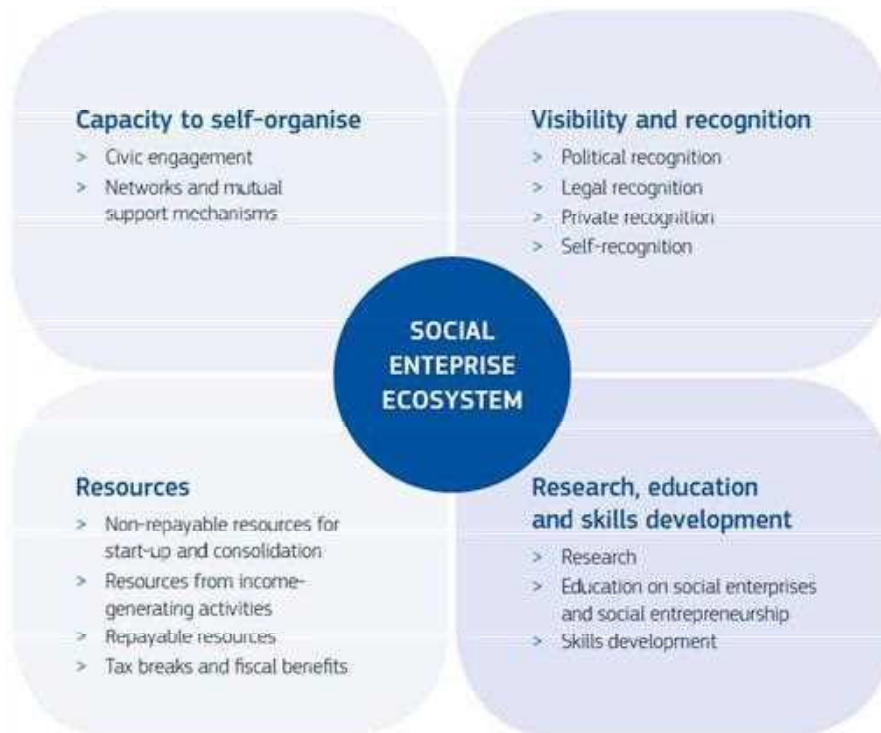 Capacity to self-organise
> Civic engagement
> Networks and mutual
support mechanisms
Visibility and recognition
> Political recognition
> Legal recognition
> Private recognition
> Self-recognition
SOCIAL
ENTEPRISE
ECOSYSTEM
Resources
> Non-repayable resources for
start-up and consolidation
> Resources from income-
generating activities
> Repayable resources
> Tax breaks and fiscal benefits
Research, education
and skills development
> Research
> Education on social enterprises
and social entrepreneurship
> Skills development